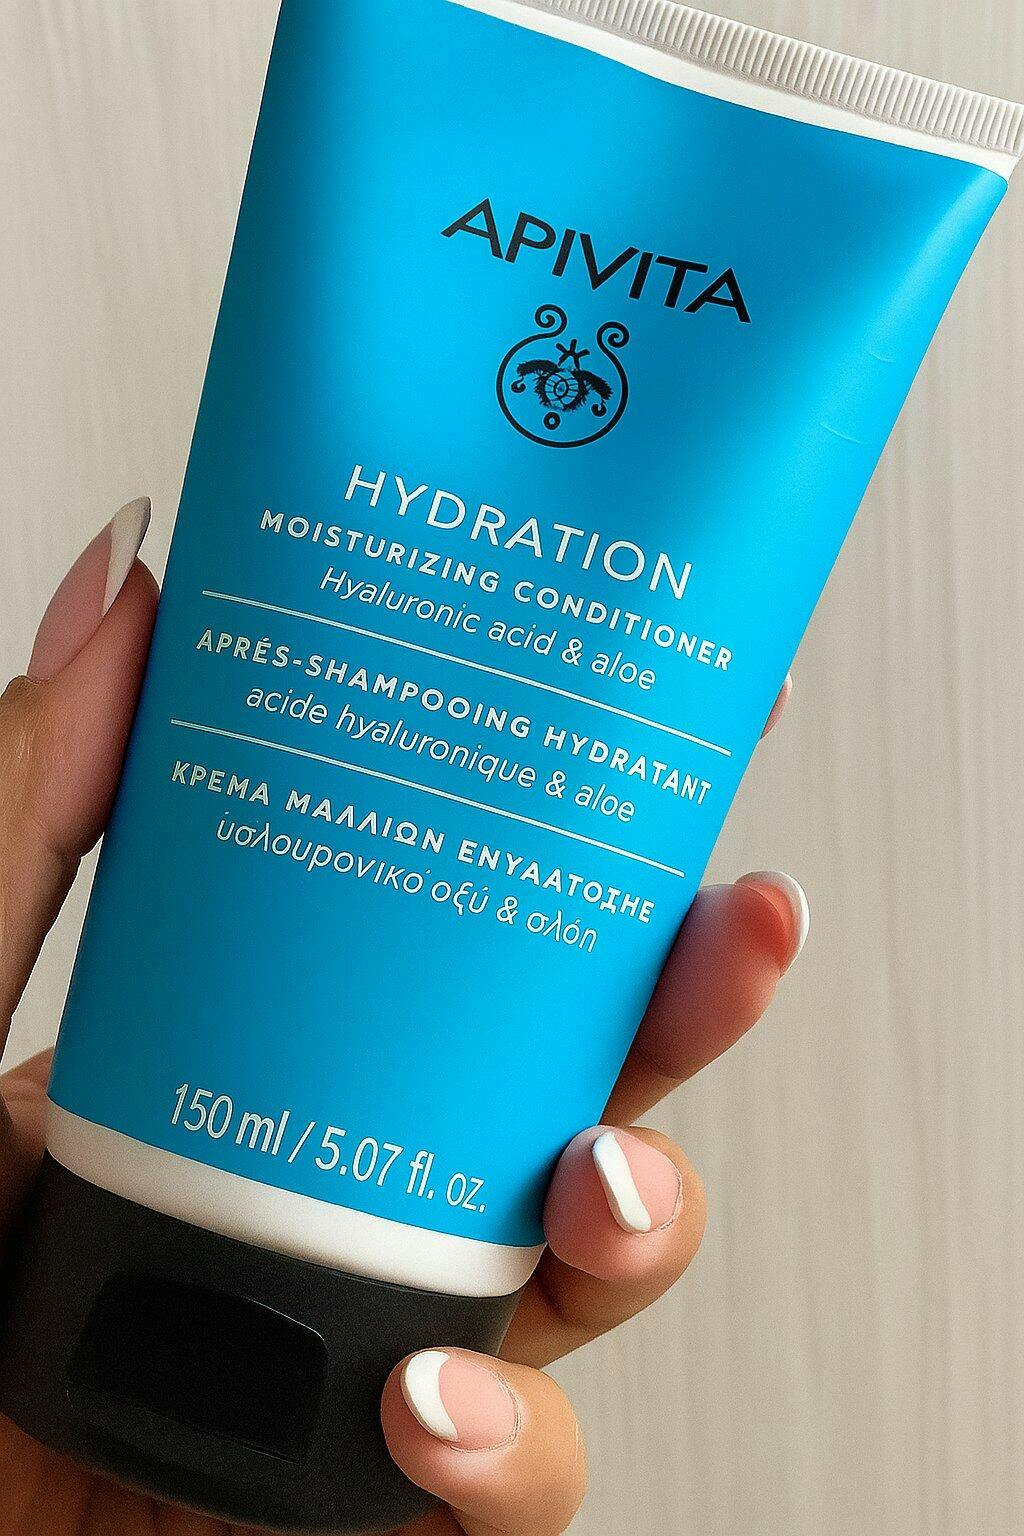 APIVITA
HYDRATION
MOISTURIZING CONDITIONER
Hyaluronic acid & aloe
APRÉS-SHAMPOOING HYDRATANT
acide hyaluronique & aloe
ΚΡΕΜΑ ΜΑΛΛΙΩΝ
ύσλουρονικό οξύ & σλόη
150 ml / 5.07 fl. oz.